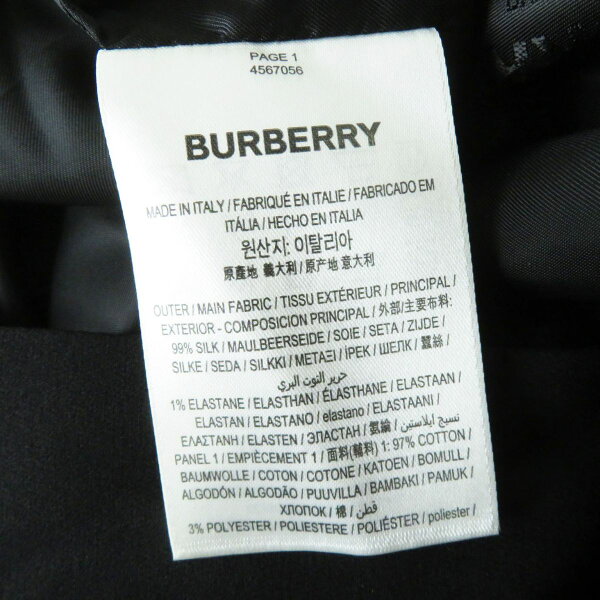 PAGE 1
4567056
BURBERRY
MADE IN ITALY / FABRIQUÉ EN ITALIE / FABRICADO EM
ITÁLIA / HECHO EN ITALIA
원산지: 이탈리아
原產地 義大利 / 原产地 意大利
OUTER / MAIN FABRIC / TISSU EXTÉRIEUR / PRINCIPAL /
EXTERIOR - COMPOSICION PRINCIPAL / 外部/主要布料:
99% SILK / MAULBEERSEIDE / SOIE / SETA / ZIJDE /
SILKE / SEDA / SILKKI / ΜΕΤΑΞΙ / İPEK / ШЕЛК / 蠶絲 /
حرير التوت البري /
1% ELASTANE / ELASTHAN / ÉLASTHANE / ELASTAAN /
ELASTAN / ELASTANO / elastano / ELASTAANI /
ΕΛΑΣΤΑΝΗ / ELASTEN / ЭЛАСТАН / 氨綸 / نسيج ايلاستين /
PANEL 1 / EMPIÈCEMENT 1 / 面料(輔料) 1: 97% COTTON /
BAUMWOLLE / COTON / COTONE / KATOEN / BOMULL /
ALGODÓN / ALGODÃO / PUUVILLA / ΒΑΜΒΑΚΙ / PAMUK /
ХЛОПОК / 棉 / قطن /
3% POLYESTER / POLIESTERE / POLIÉSTER / poliester /